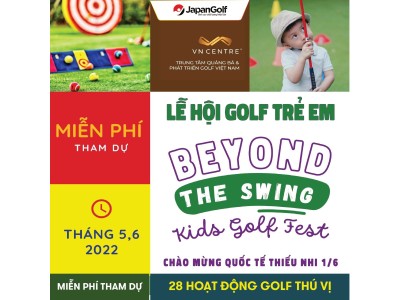 JapanGolf
VN CENTRE
TRUNG TÂM QUẢNG BÁ &
PHÁT TRIỂN GOLF VIỆT NAM
LỄ HỘI GOLF TRẺ EM
MIỄN PHÍ
THAM DỰ
BEYOND
THE SWING
Kids Golf Fest
THÁNG 5,6
2022
CHÀO MỪNG QUỐC TẾ THIẾU NHI 1/6
MIỄN PHÍ THAM DỰ
28 HOẠT ĐỘNG GOLF THÚ VỊ